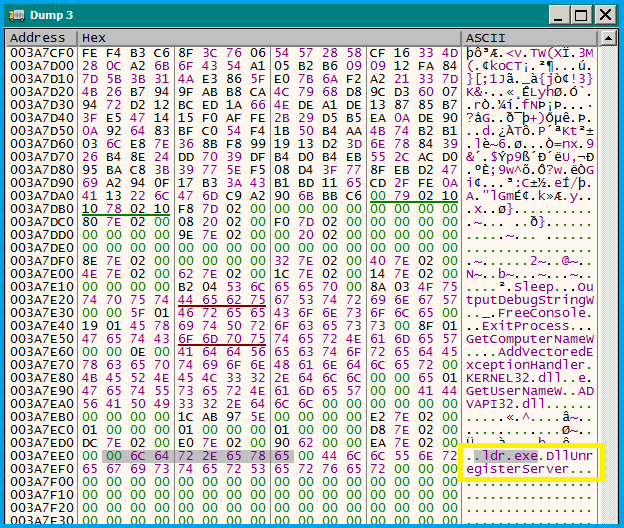 Dump 3
Address Hex ASCII
003A7CF0 FE F4 B3 C6 8F 3C 76 06 54 57 28 58 CF 16 33 4D þô³Æ.<v.TW(XÏ.3M
003A7D00 28 0C A2 6B 6F 43 54 A1 05 B2 B6 09 09 12 FA 84 (.¢koCT¡.²¶...ú.
003A7D10 7D 5B 3B 31 4A E3 86 5F E0 7B 6A F2 A2 21 33 7D }[;1Jã._à{jò¢!3}
003A7D20 4B 26 B7 94 9F AB B8 CA 4C 79 68 D8 9C D3 60 07 K&·..«¸ÊLyhØ.Ó`.
003A7D30 94 72 D2 12 BC ED 1A 66 4E DE A1 DE 13 87 85 B7 .rÒ.¼í.fNÞ¡Þ...·
003A7D40 3F E5 47 14 15 F0 AF FE 2B 29 D5 B5 EA 0A DE 90 ?åG..ð¯þ+)Õµê.Þ.
003A7D50 0A 92 64 83 BF C0 54 F4 1B 50 B4 AA 4B 74 B2 B1 ..d.¿ÀTô.P´ªKt²±
003A7D60 03 6C E8 7E 36 8B F8 99 19 13 D2 3D 6E 78 84 39 .lè~6.ø...Ò=nx.9
003A7D70 26 B4 8E 24 DD 70 39 DF B4 D0 B4 EB 55 2C AC D0 &´.$Ýp9ß´Ð´ëU,¬Ð
003A7D80 95 BA C8 3B 39 77 5E F5 08 D4 3F 77 8F EB D2 47 .ºÈ;9w^õ.Ô?w.ëÒG
003A7D90 69 A2 94 0F 17 B3 3A 43 B1 BD 11 65 CD 2F FE 0A i¢...³:C±½.eÍ/þ.
003A7DA0 41 13 22 6C 47 6D C9 A2 90 6B BB C6 00 79 02 10 A."lGmÉ¢.k»Æ.y..
003A7DB0 10 78 02 10 F8 7D 02 00 00 00 00 00 00 00 00 00 .x..ø}..........
003A7DC0 80 7E 02 00 08 20 02 00 F0 7D 02 00 00 00 00 00 .~... ..ð}......
003A7DD0 00 00 00 00 9E 7E 02 00 00 20 02 00 00 00 00 00 .....~... ......
003A7DE0 00 00 00 00 00 00 00 00 00 00 00 00 00 00 00 00 ................
003A7DF0 8E 7E 02 00 00 00 00 00 32 7E 02 00 40 7E 02 00 .~......2~..@~..
003A7E00 4E 7E 02 00 62 7E 02 00 1C 7E 02 00 14 7E 02 00 N~..b~...~...~..
003A7E10 00 00 00 00 B2 04 53 6C 65 65 70 00 8A 03 4F 75 ....².Sleep...Ou
003A7E20 74 70 75 74 44 65 62 75 67 53 74 72 69 6E 67 57 tputDebugStringW
003A7E30 00 00 5F 01 46 72 65 65 43 6F 6E 73 6F 6C 65 00 .._.FreeConsole.
003A7E40 19 01 45 78 69 74 50 72 6F 63 65 73 73 00 8F 01 ..ExitProcess...
003A7E50 47 65 74 43 6F 6D 70 75 74 65 72 4E 61 6D 65 57 GetComputerNameW
003A7E60 00 00 0E 00 41 64 64 56 65 63 74 6F 72 65 64 45 ....AddVectoredE
003A7E70 78 63 65 70 74 69 6F 6E 48 61 6E 64 6C 65 72 00 xceptionHandler.
003A7E80 4B 45 52 4E 45 4C 33 32 2E 64 6C 6C 00 00 65 01 KERNEL32.dll..e.
003A7E90 47 65 74 55 73 65 72 4E 61 6D 65 57 00 00 41 44 GetUserNameW..AD
003A7EA0 56 41 50 49 33 32 2E 64 6C 6C 00 00 00 00 00 00 VAPI32.dll......
003A7EB0 00 00 00 00 1C AB 97 5E 00 00 00 00 E2 7E 02 00 .....«.^....â~..
003A7EC0 01 00 00 00 01 00 00 00 01 00 00 00 D8 7E 02 00 ............Ø~..
003A7ED0 DC 7E 02 00 E0 7E 02 00 90 62 00 00 EA 7E 02 00
003A7EE0 00 00 6C 64 72 2E 65 78 65 00 44 6C 6C 55 6E 72 ..ldr.exe.DllUnr
003A7EF0 65 67 69 73 74 65 72 53 65 72 76 65 72 00 00 00 egisterServer...
003A7F00 00 00 00 00 00 00 00 00 00 00 00 00 00 00 00 00 ................
003A7F10 00 00 00 00 00 00 00 00 00 00 00 00 00 00 00 00 ................
003A7F20 00 00 00 00 00 00 00 00 00 00 00 00 00 00 00 00 ................